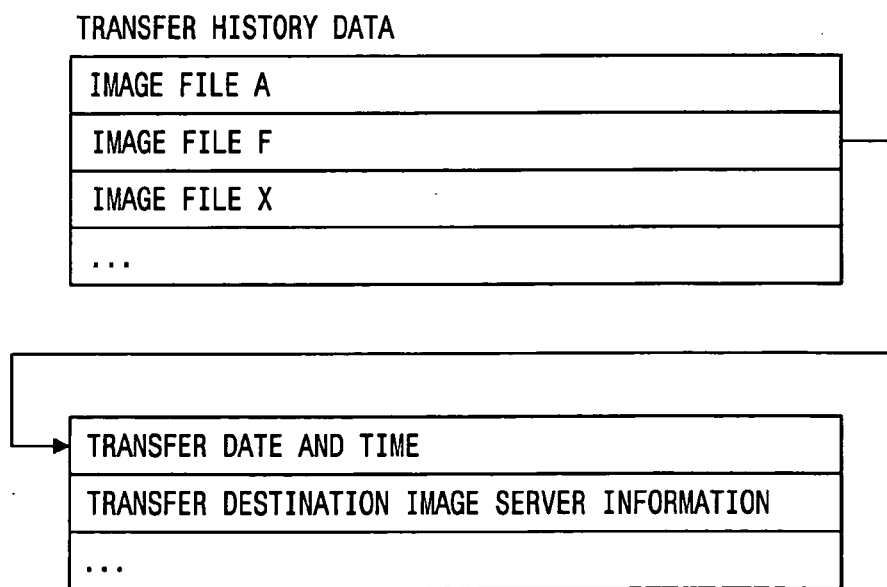 TRANSFER HISTORY DATA
IMAGE FILE A
IMAGE FILE F
IMAGE FILE X
...
TRANSFER DATE AND TIME
TRANSFER DESTINATION IMAGE SERVER INFORMATION
...